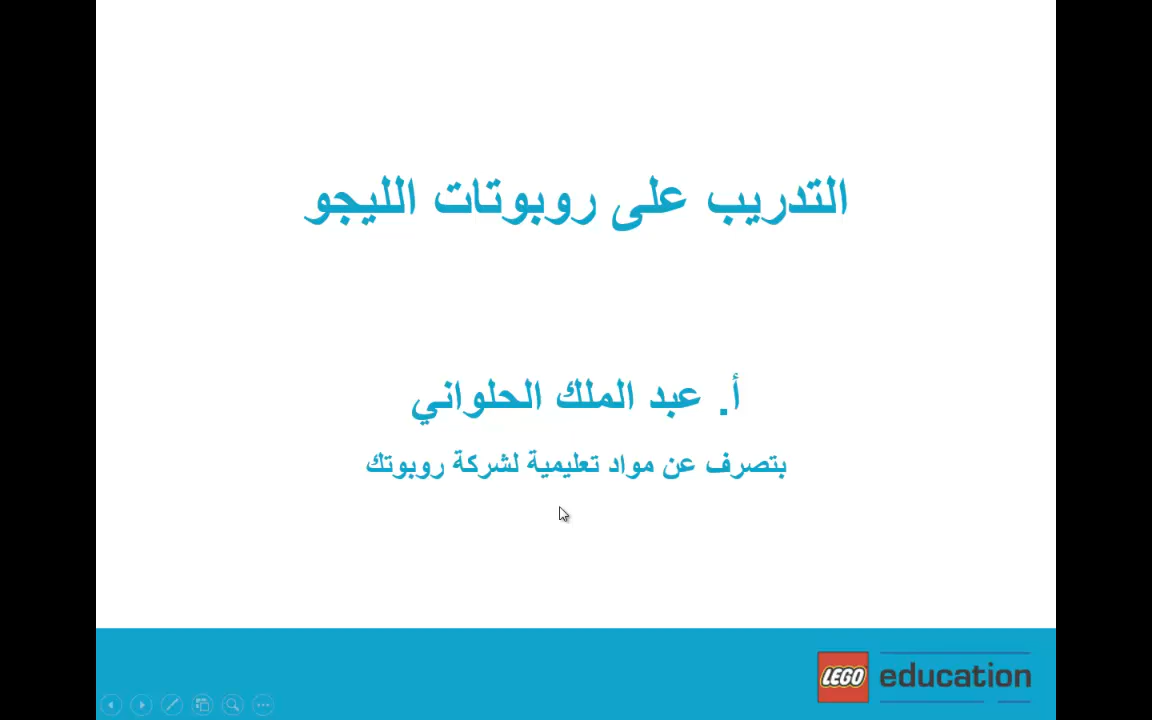 التدريب على روبوتات الليجو
أ. عبد الملك الحلواني
بتصرف عن مواد تعليمية لشركة روبوتك
LEGO education